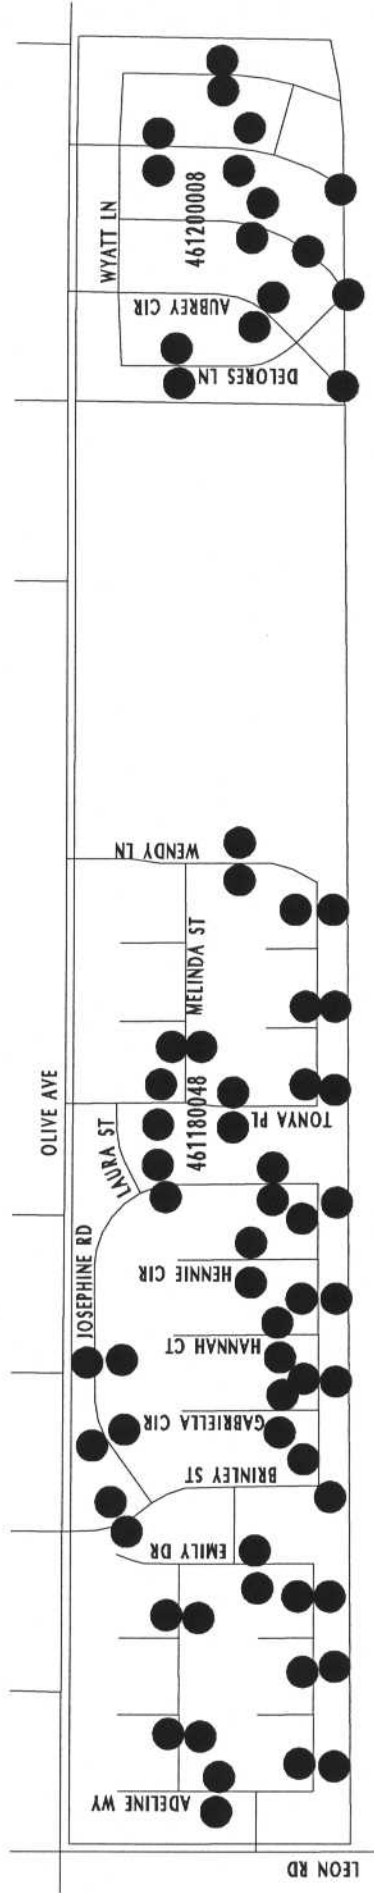 WYATT LN
461200008
AUBREY CIR
DELORES LN
WENDY LN
MELINDA ST
OLIVE AVE
461180048
TONYA PL
LAURA ST
JOSEPHINE RD
HENNIE CIR
HANNAH CT
GABRIELLA CIR
BRINLEY ST
EMILY DR
ADELINE WY
LEON RD